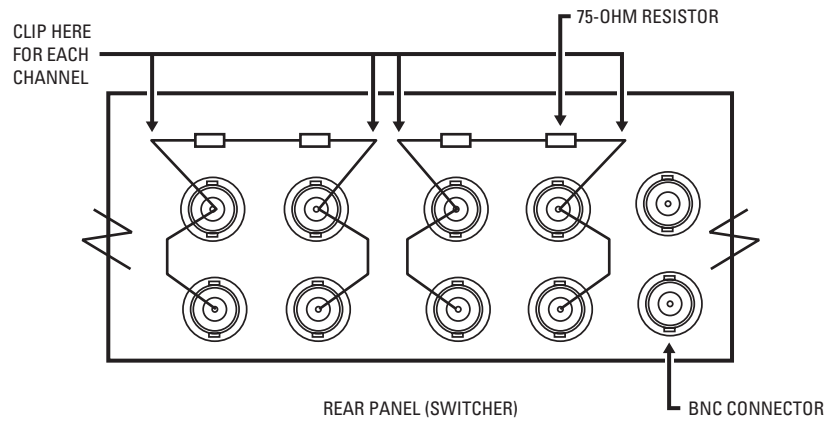 CLIP HERE
FOR EACH
CHANNEL
75-OHM RESISTOR
REAR PANEL (SWITCHER)
BNC CONNECTOR